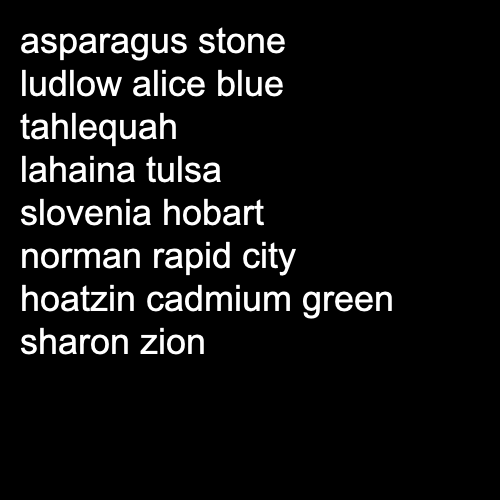 asparagus stone
ludlow alice blue
tahlequah
lahaina tulsa
slovenia hobart
norman rapid city
hoatzin cadmium green
sharon zion